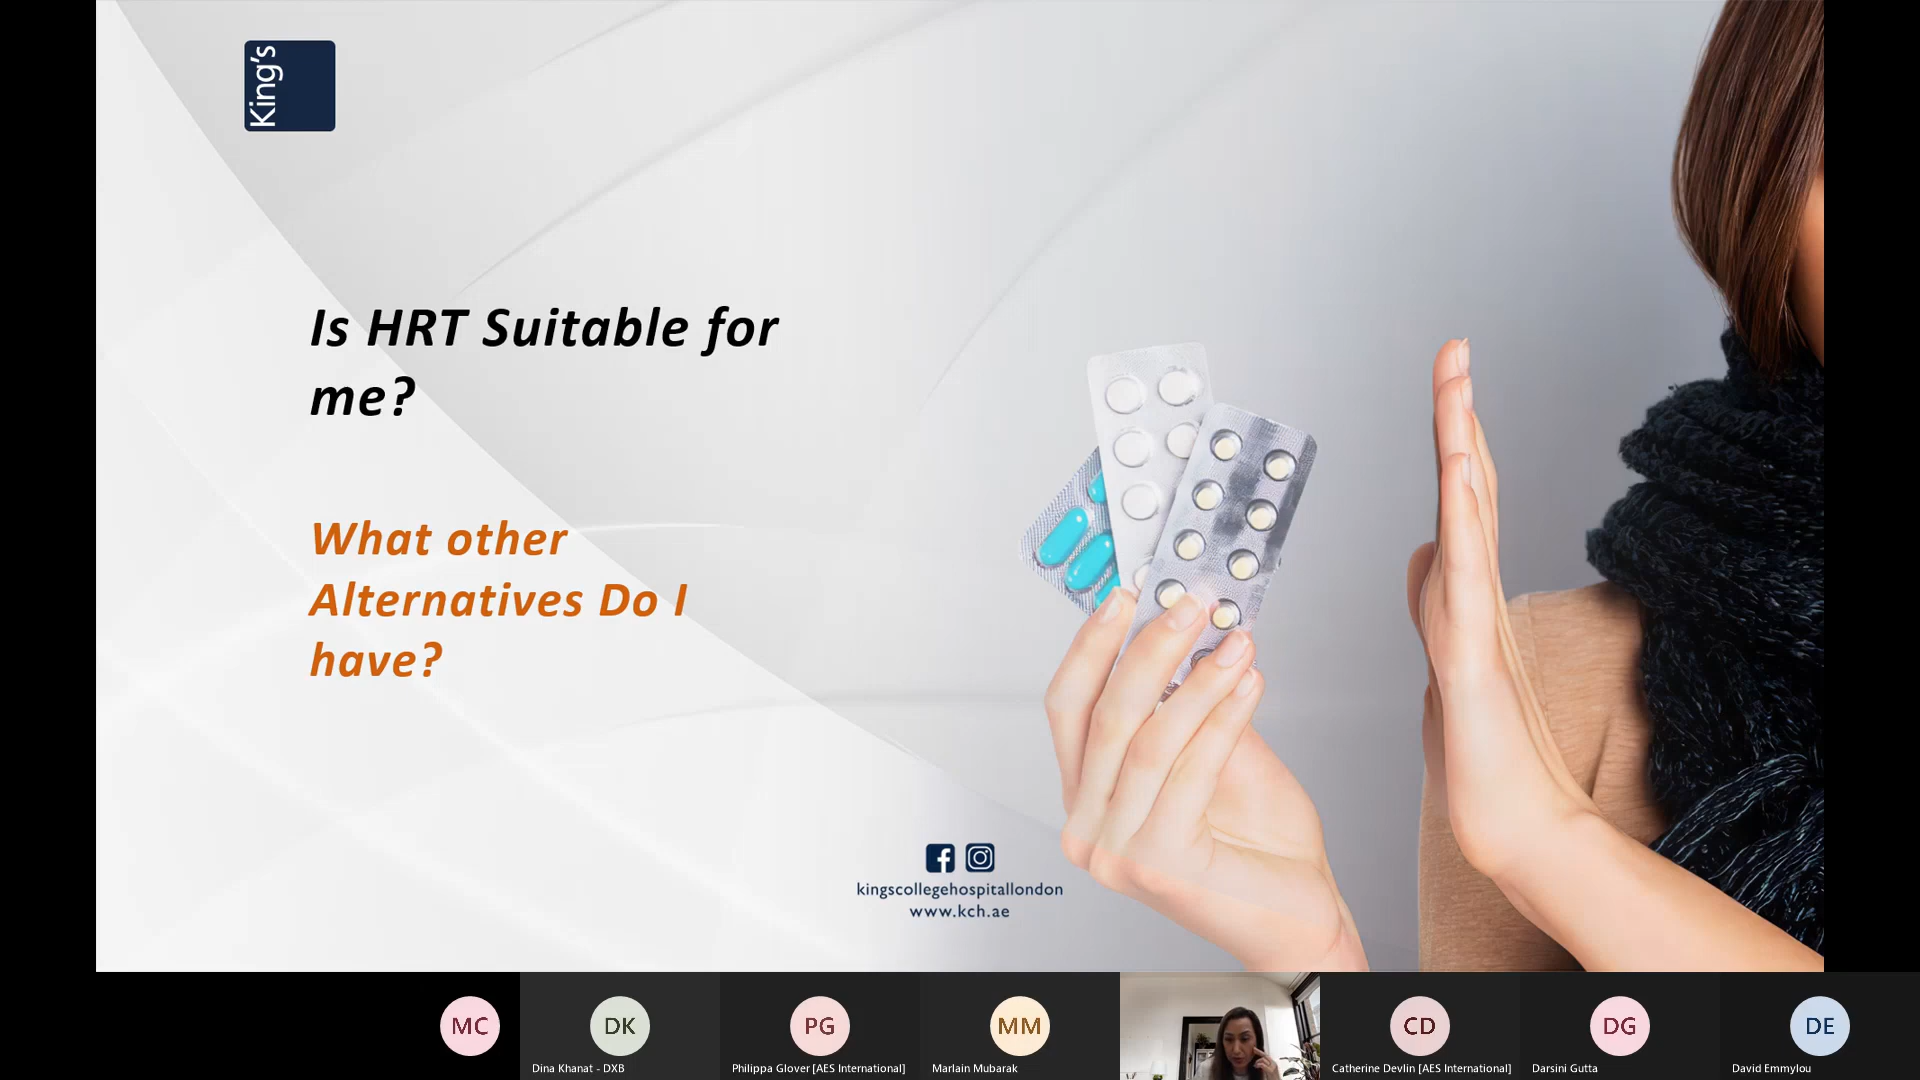 King's
Is HRT Suitable for
me?
What other
Alternatives Do I
have?
kingscollegehospitallondon
www.kch.ae
MC
DK
PG
MM
CD
DG
DE
Dina Khanat - DXB
Philippa Glover [AES International]
Marlain Mubarak
Catherine Devlin [AES International]
Darsini Gutta
David Emmylou